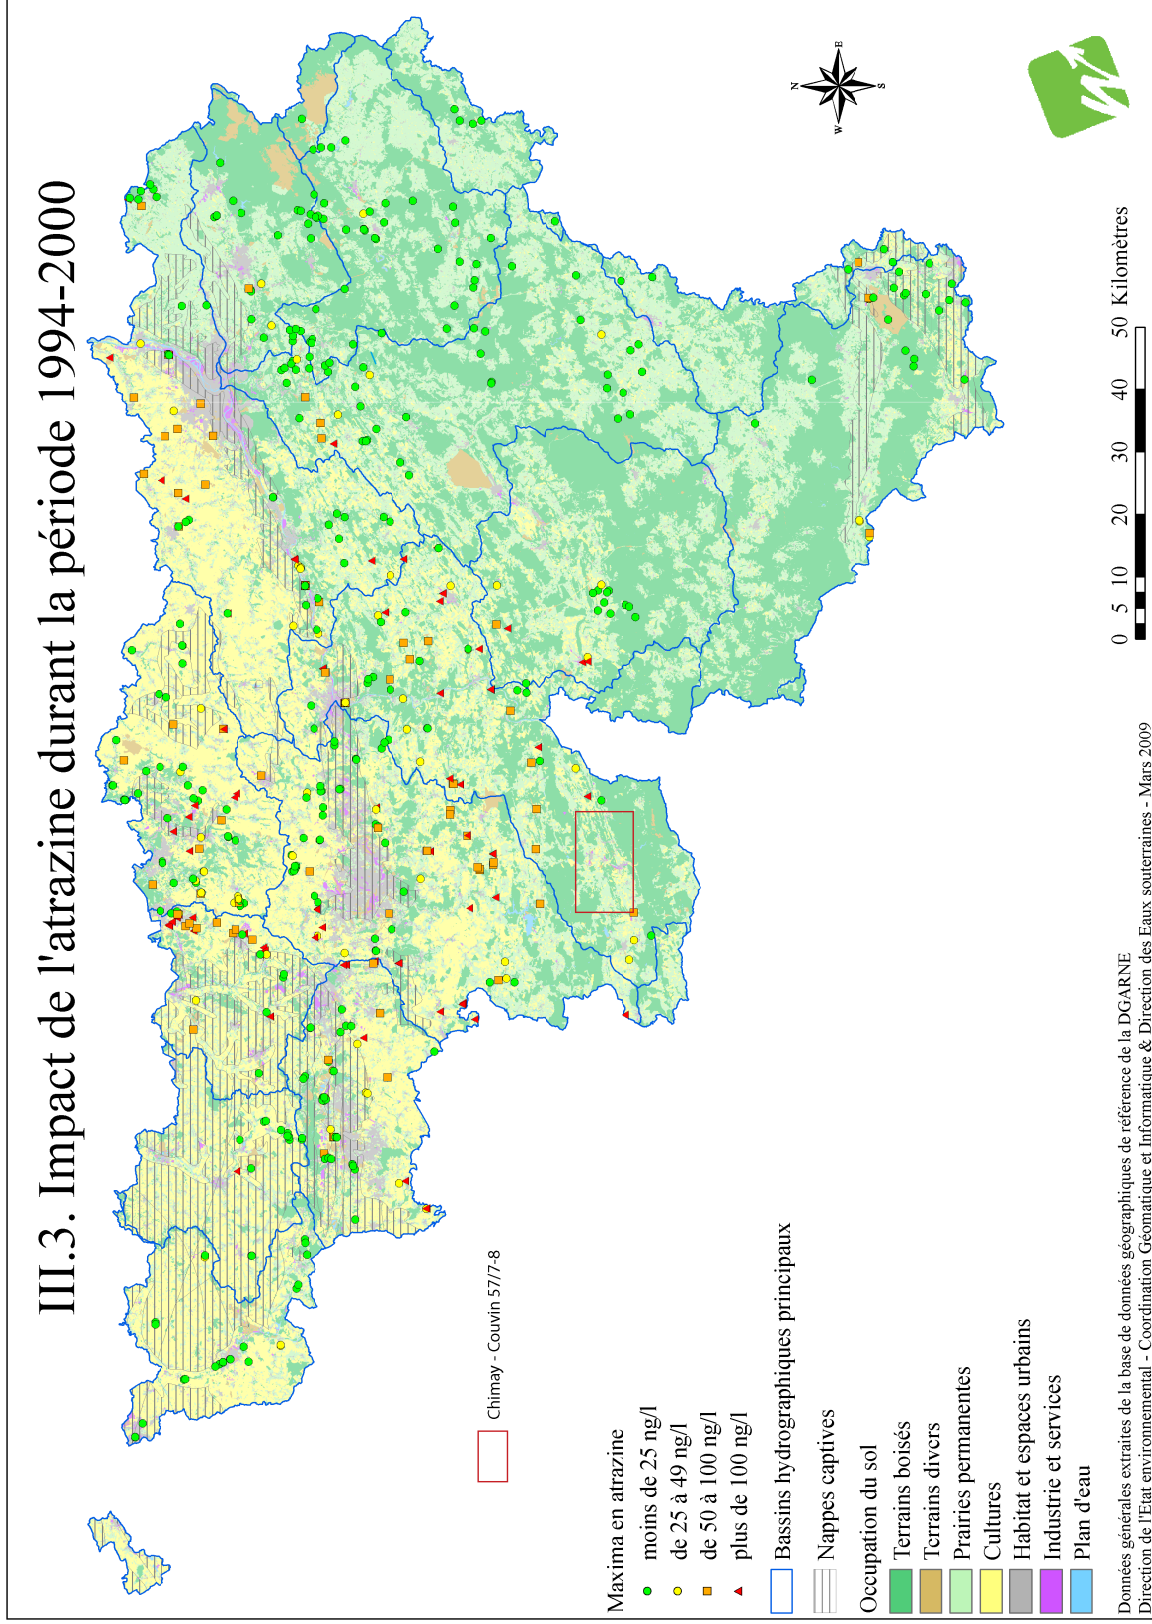 III.3. Impact de l'atrazine durant la période 1994-2000
N
E
S
W
Chimay - Couvin 57/7-8
Maxima en atrazine
moins de 25 ng/l
de 25 à 49 ng/l
de 50 à 100 ng/l
plus de 100 ng/l
Bassins hydrographiques principaux
Nappes captives
Occupation du sol
Terrains boisés
Terrains divers
Prairies permanentes
Cultures
Habitat et espaces urbains
Industrie et services
Plan d'eau
0 5 10 20 30 40 50 Kilomètres
Données générales extraites de la base de données géographiques de référence de la DGARNE
Direction de l'Etat environnemental - Coordination Géomatique et Informatique & Direction des Eaux souterraines - Mars 2009